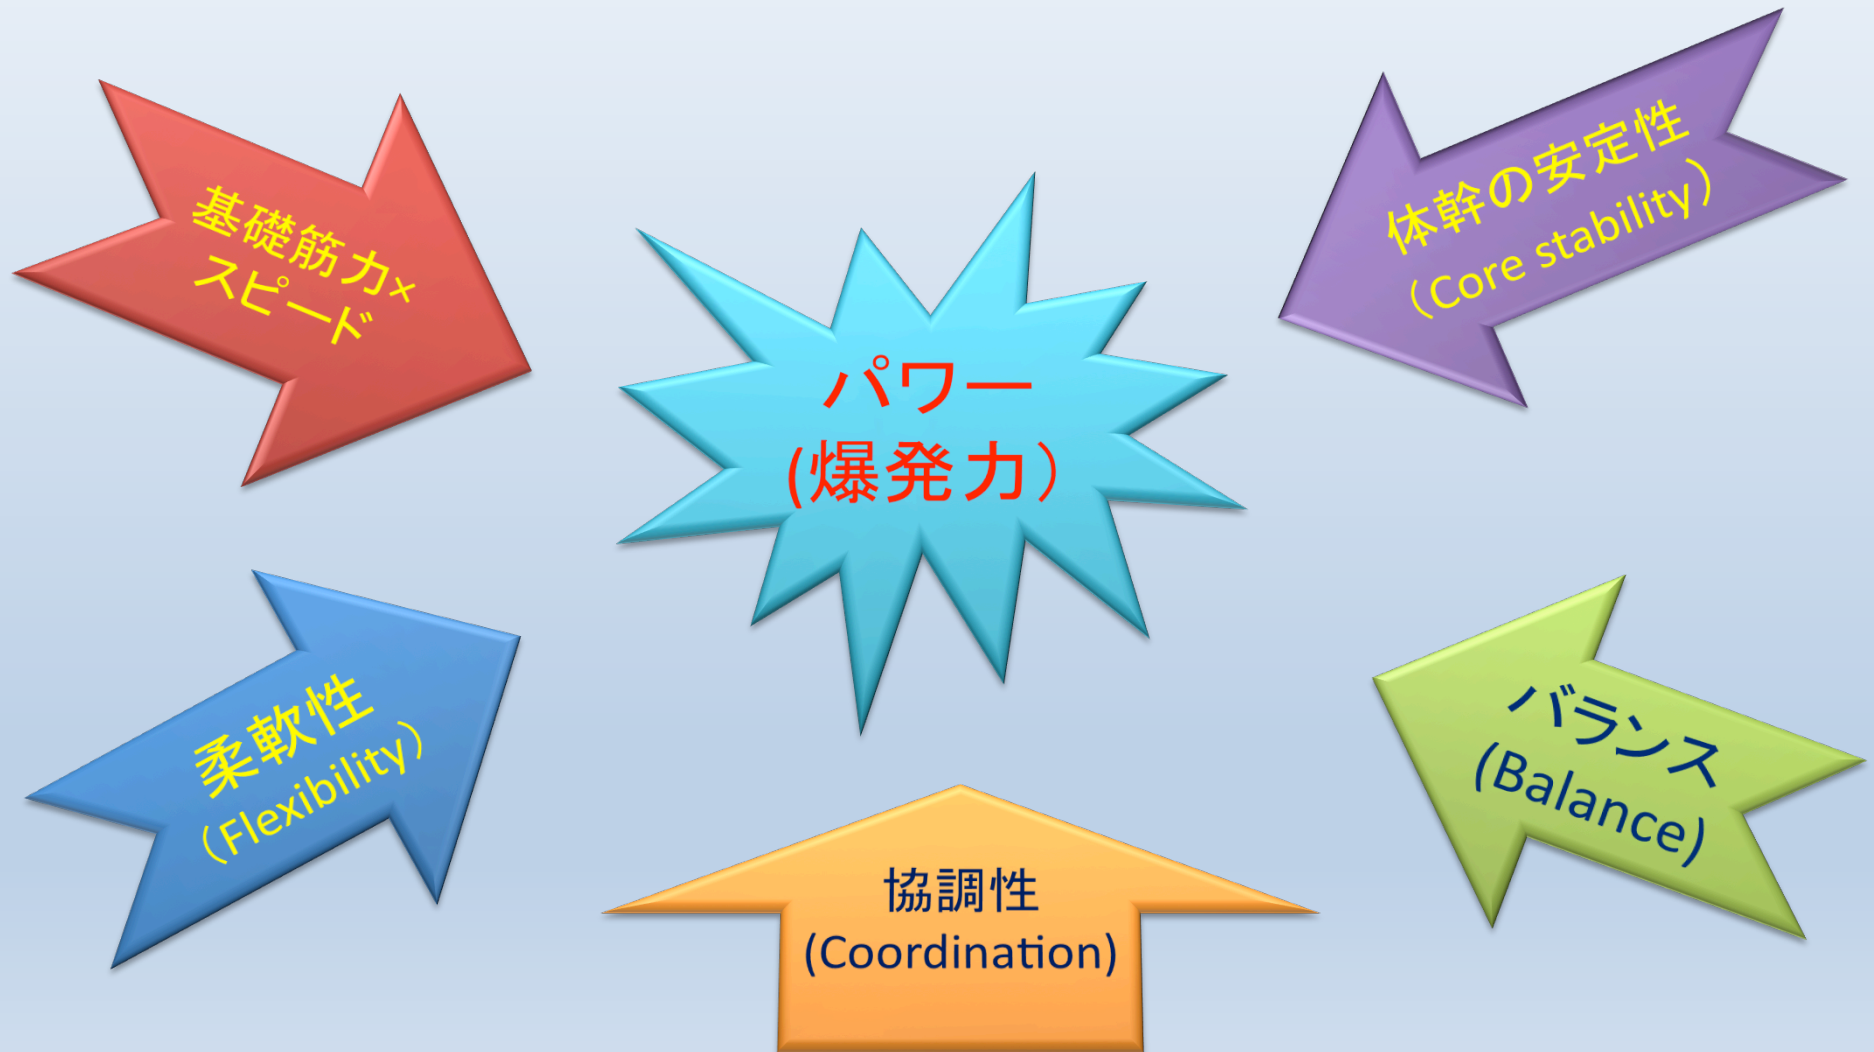 基礎筋力×
スピード
体幹の安定性
（Core stability）
パワー
(爆発力）
柔軟性
（Flexibility）
バランス
(Balance)
協調性
(Coordination)